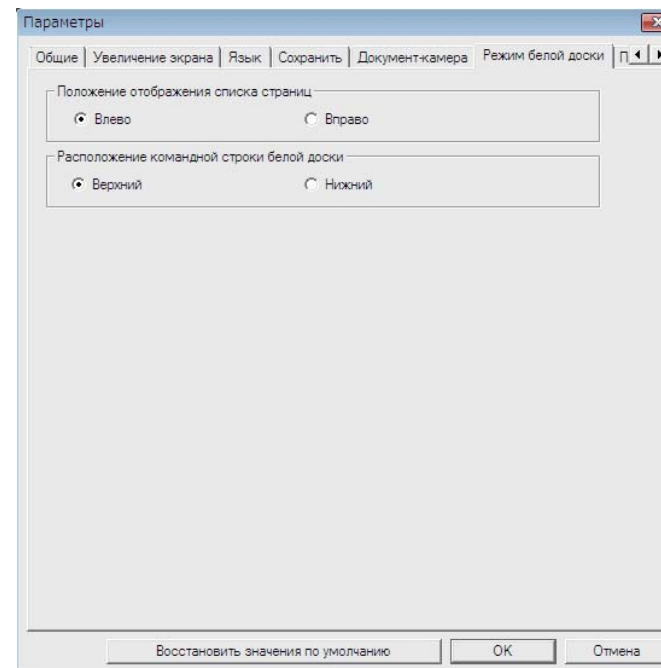 Параметры
Общие Увеличение экрана Язык Сохранить Документ-камера Режим белой доски П
Положение отображения списка страниц
Влево Вправо
Расположение командной строки белой доски
Верхний Нижний
Восстановить значения по умолчанию OK Отмена